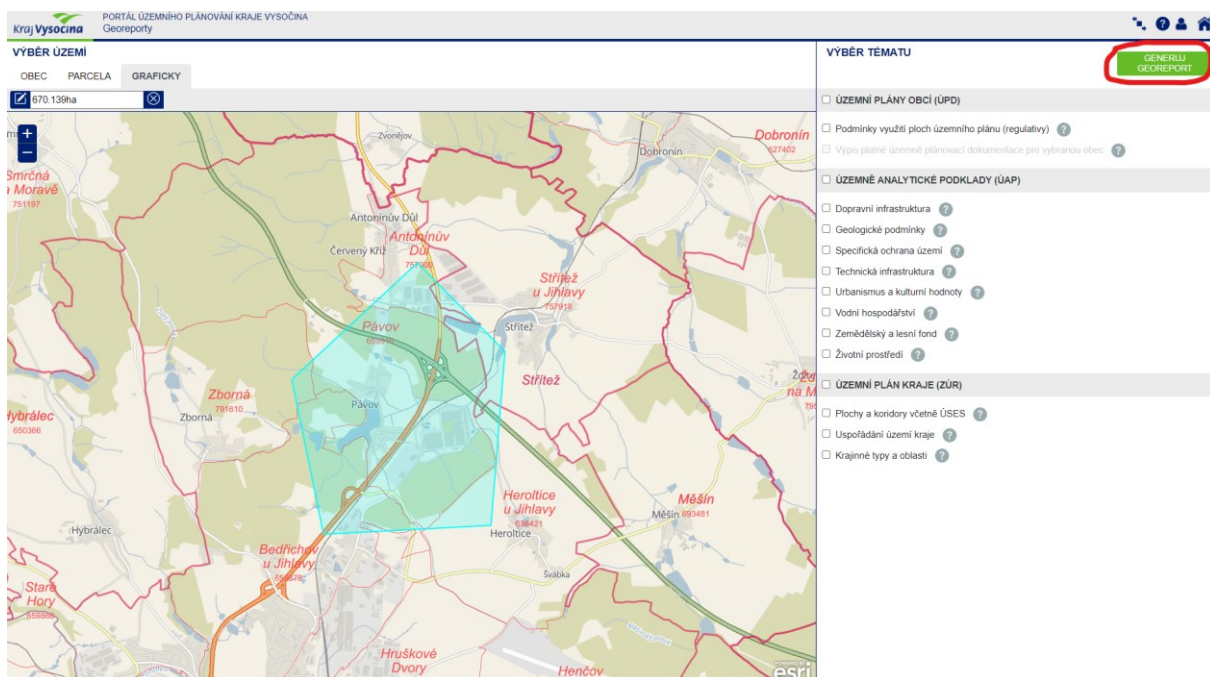 Kraj Vysočina
PORTÁL ÚZEMNÍHO PLÁNOVÁNÍ KRAJE VYSOČINA
Georeporty
VÝBĚR ÚZEMÍ
OBEC PARCELA GRAFICKY
670.139ha
+
−
Smrčná
751197
Zvonějov
Dobronín
627402
Dobronín
Antonínův Důl
Antonínův
Důl
Červený Kříž
Střítež
u Jihlavy
757918
Pávov
Střítež
Střítež
Zborná
791610
Zborná
Pávov
Hybrálec
650366
Heroltice
u Jihlavy
638421
Měšín
Měšín 693481
Hybrálec
Heroltice
Bedřichov
u Jihlavy
Švábka
Staré
Hory
Hruškové
Dvory
Henčov
POWERED BY
esri
VÝBĚR TÉMATU
GENERUJ
GEOREPORT
ÚZEMNÍ PLÁNY OBCÍ (ÚPD)
Podmínky využití ploch územního plánu (regulativy) ?
Výpis platné územně plánovací dokumentace pro vybranou obec ?
ÚZEMNĚ ANALYTICKÉ PODKLADY (ÚAP)
Dopravní infrastruktura ?
Geologické podmínky ?
Specifická ochrana území ?
Technická infrastruktura ?
Urbanismus a kulturní hodnoty ?
Vodní hospodářství ?
Zemědělský a lesní fond ?
Životní prostředí ?
ÚZEMNÍ PLÁN KRAJE (ZÚR)
Plochy a koridory včetně ÚSES ?
Uspořádání území kraje ?
Krajinné typy a oblasti ?